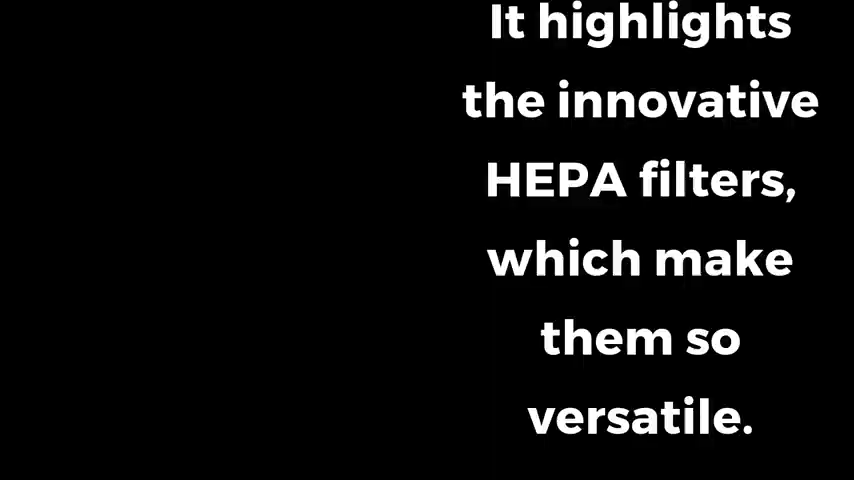 It highlights
the innovative
HEPA filters,
which make
them so
versatile.